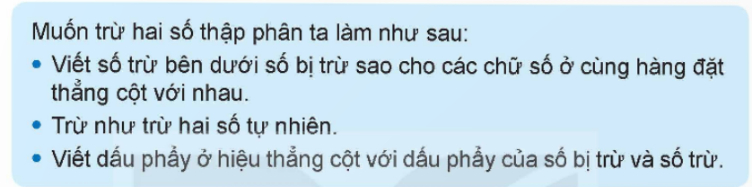 Muốn trừ hai số thập phân ta làm như sau:
• Viết số trừ bên dưới số bị trừ sao cho các chữ số ở cùng hàng đặt
thẳng cột với nhau.
• Trừ như trừ hai số tự nhiên.
• Viết dấu phẩy ở hiệu thẳng cột với dấu phẩy của số bị trừ và số trừ.